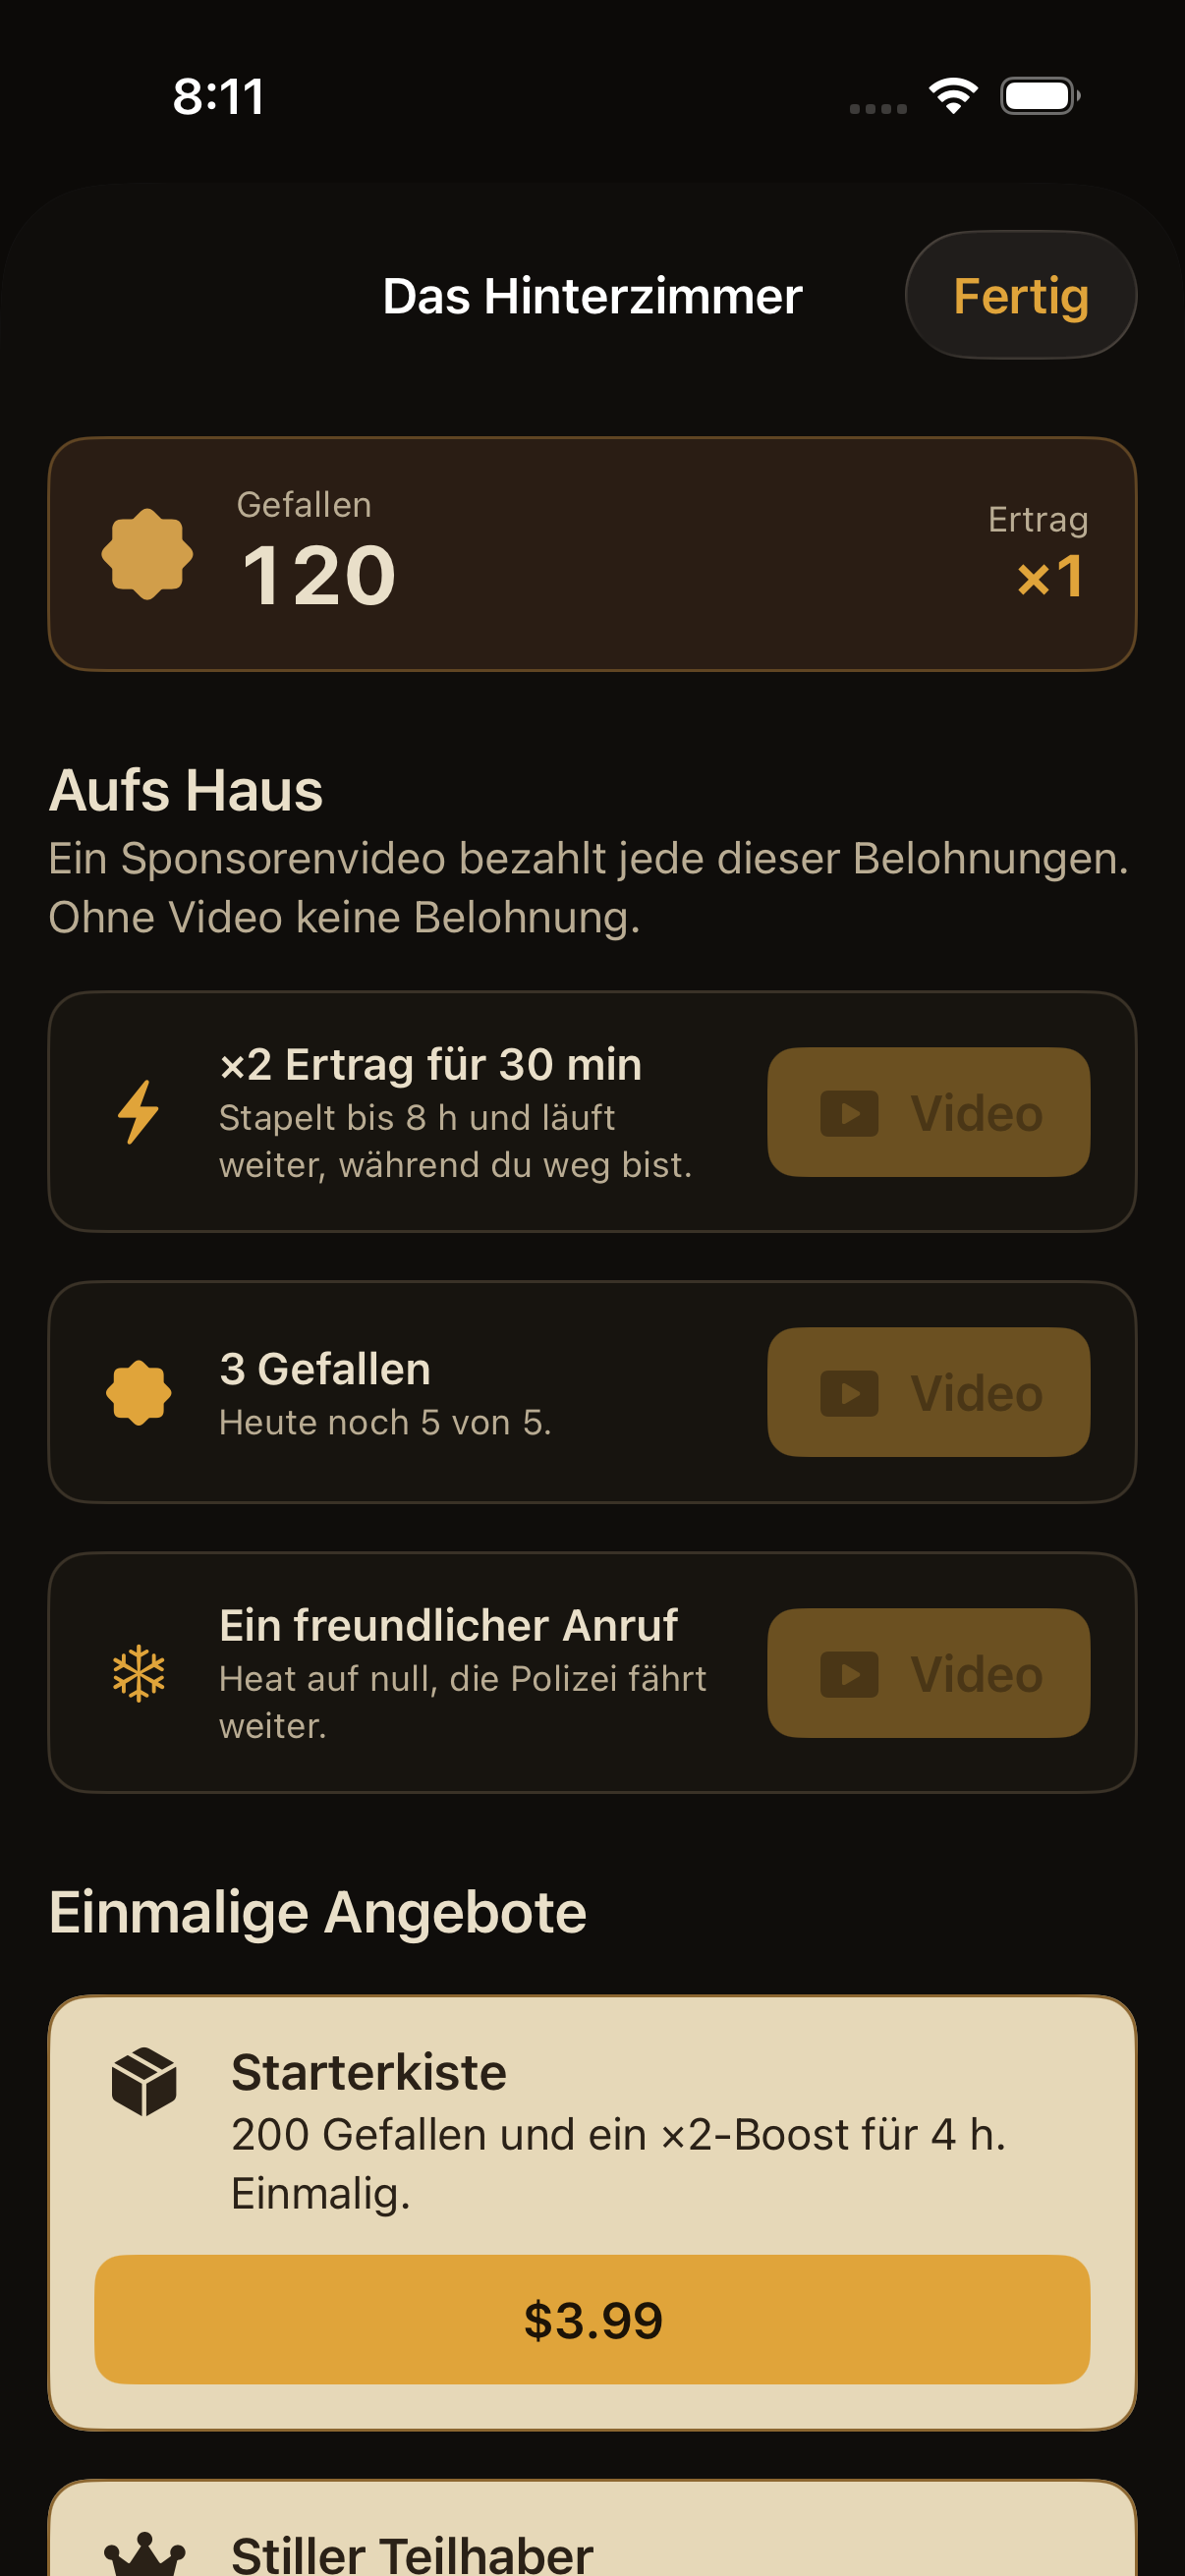 8:11
Das Hinterzimmer
Fertig
Gefallen
120
Ertrag
×1
Aufs Haus
Ein Sponsorenvideo bezahlt jede dieser Belohnungen.
Ohne Video keine Belohnung.
×2 Ertrag für 30 min
Stapelt bis 8 h und läuft
weiter, während du weg bist.
Video
3 Gefallen
Heute noch 5 von 5.
Video
Ein freundlicher Anruf
Heat auf null, die Polizei fährt
weiter.
Video
Einmalige Angebote
Starterkiste
200 Gefallen und ein ×2-Boost für 4 h.
Einmalig.
$3.99
Stiller Teilhaber